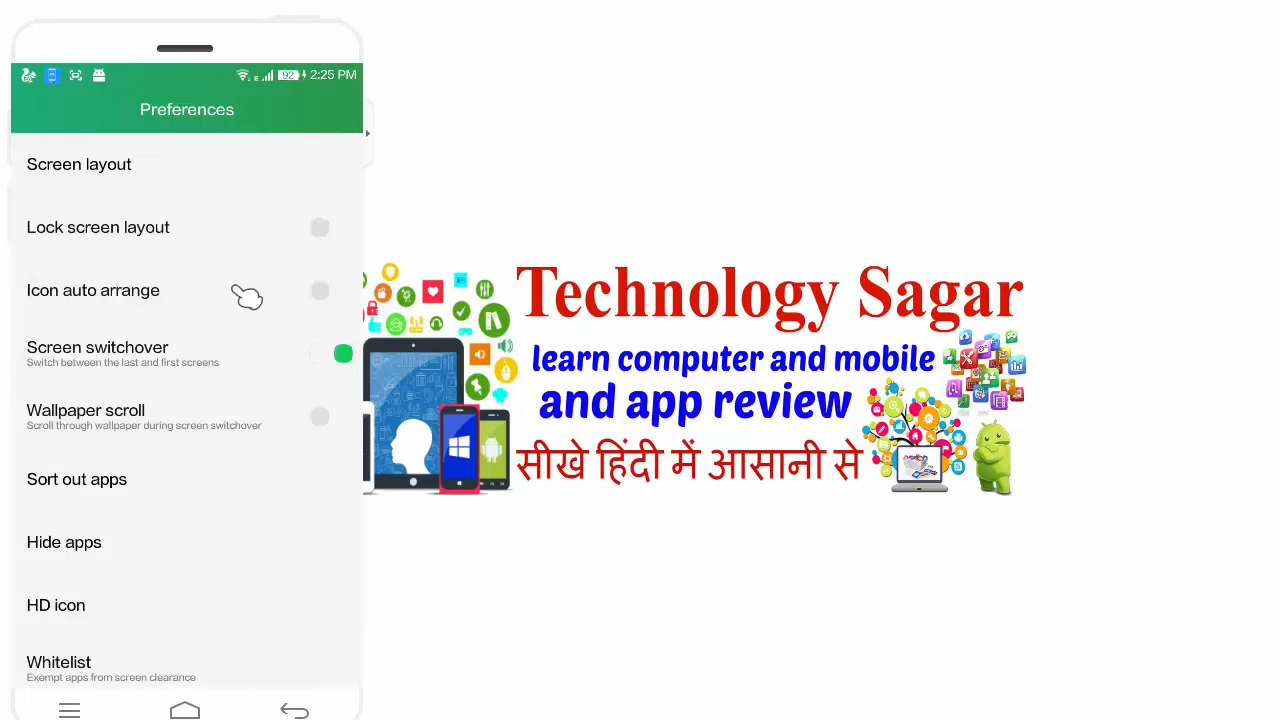 E 92 2:25 PM
Preferences
Screen layout
Lock screen layout
Icon auto arrange
Screen switchover
Switch between the last and first screens
Wallpaper scroll
Scroll through wallpaper during screen switchover
Sort out apps
Hide apps
HD icon
Whitelist
Exempt apps from screen clearance
Technology Sagar
learn computer and mobile
and app review
सीखे हिंदी में आसानी से